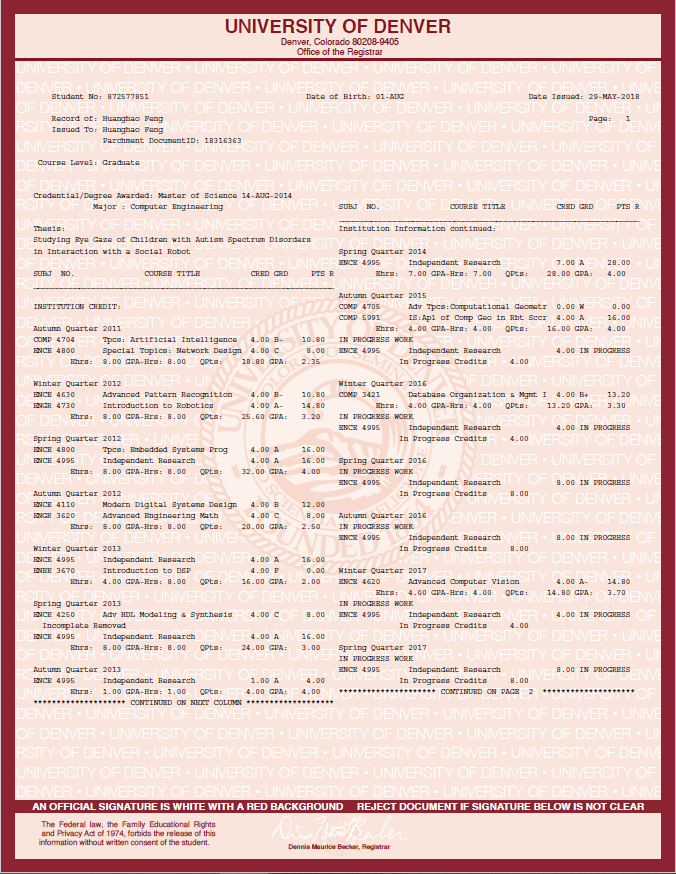 UNIVERSITY OF DENVER
Denver, Colorado 80208-9405
Office of the Registrar
Student No: 872577851 Date of Birth: 01-AUG Date Issued: 29-MAY-2018
Record of: Huanghao Feng Page: 1
Issued To: Huanghao Feng
Parchment DocumentID: 18316363
Course Level: Graduate
Credential/Degree Awarded: Master of Science 14-AUG-2014
Major : Computer Engineering
Thesis:
Studying Eye Gaze of Children with Autism Spectrum Disorders
in Interaction with a Social Robot
SUBJ NO. COURSE TITLE CRED GRD PTS R
INSTITUTION CREDIT:
Autumn Quarter 2011
COMP 4704 Tpcs: Artificial Intelligence 4.00 B- 10.80
ENCE 4800 Special Topics: Network Design 4.00 C 8.00
Ehrs: 8.00 GPA-Hrs: 8.00 QPts: 18.80 GPA: 2.35
Winter Quarter 2012
ENCE 4630 Advanced Pattern Recognition 4.00 B- 10.80
ENGR 4730 Introduction to Robotics 4.00 A- 14.80
Ehrs: 8.00 GPA-Hrs: 8.00 QPts: 25.60 GPA: 3.20
Spring Quarter 2012
ENCE 4800 Tpcs: Embedded Systems Prog 4.00 A 16.00
ENCE 4995 Independent Research 4.00 A 16.00
Ehrs: 8.00 GPA-Hrs: 8.00 QPts: 32.00 GPA: 4.00
Autumn Quarter 2012
ENCE 4110 Modern Digital Systems Design 4.00 B 12.00
ENGR 3620 Advanced Engineering Math 4.00 C 8.00
Ehrs: 8.00 GPA-Hrs: 8.00 QPts: 20.00 GPA: 2.50
Winter Quarter 2013
ENCE 4995 Independent Research 4.00 A 16.00
ENEE 3670 Introduction to DSP 4.00 F 0.00
Ehrs: 4.00 GPA-Hrs: 8.00 QPts: 16.00 GPA: 2.00
Spring Quarter 2013
ENCE 4250 Adv HDL Modeling & Synthesis 4.00 C 8.00
Incomplete Removed
ENCE 4995 Independent Research 4.00 A 16.00
Ehrs: 8.00 GPA-Hrs: 8.00 QPts: 24.00 GPA: 3.00
Autumn Quarter 2013
ENCE 4995 Independent Research 1.00 A 4.00
Ehrs: 1.00 GPA-Hrs: 1.00 QPts: 4.00 GPA: 4.00
******************** CONTINUED ON NEXT COLUMN *******************
SUBJ NO. COURSE TITLE CRED GRD PTS R
Institution Information continued:
Spring Quarter 2014
ENCE 4995 Independent Research 7.00 A 28.00
Ehrs: 7.00 GPA-Hrs: 7.00 QPts: 28.00 GPA: 4.00
Autumn Quarter 2015
COMP 4705 Adv Tpcs:Computational Geometr 0.00 W 0.00
COMP 5991 IS:Apl of Comp Geo in Rbt Sccr 4.00 A 16.00
Ehrs: 4.00 GPA-Hrs: 4.00 QPts: 16.00 GPA: 4.00
IN PROGRESS WORK
ENCE 4995 Independent Research 4.00 IN PROGRESS
In Progress Credits 4.00
Winter Quarter 2016
COMP 3421 Database Organization & Mgmt I 4.00 B+ 13.20
Ehrs: 4.00 GPA-Hrs: 4.00 QPts: 13.20 GPA: 3.30
IN PROGRESS WORK
ENCE 4995 Independent Research 4.00 IN PROGRESS
In Progress Credits 4.00
Spring Quarter 2016
IN PROGRESS WORK
ENCE 4995 Independent Research 8.00 IN PROGRESS
In Progress Credits 8.00
Autumn Quarter 2016
IN PROGRESS WORK
ENCE 4995 Independent Research 8.00 IN PROGRESS
In Progress Credits 8.00
Winter Quarter 2017
ENCE 4620 Advanced Computer Vision 4.00 A- 14.80
Ehrs: 4.00 GPA-Hrs: 4.00 QPts: 14.80 GPA: 3.70
IN PROGRESS WORK
ENCE 4995 Independent Research 4.00 IN PROGRESS
In Progress Credits 4.00
Spring Quarter 2017
IN PROGRESS WORK
ENCE 4995 Independent Research 8.00 IN PROGRESS
In Progress Credits 8.00
********************* CONTINUED ON PAGE 2 ********************
AN OFFICIAL SIGNATURE IS WHITE WITH A RED BACKGROUND REJECT DOCUMENT IF SIGNATURE BELOW IS NOT CLEAR
The Federal law, the Family Educational Rights
and Privacy Act of 1974, forbids the release of this
information without written consent of the student.
Dennis Maurice Becker, Registrar